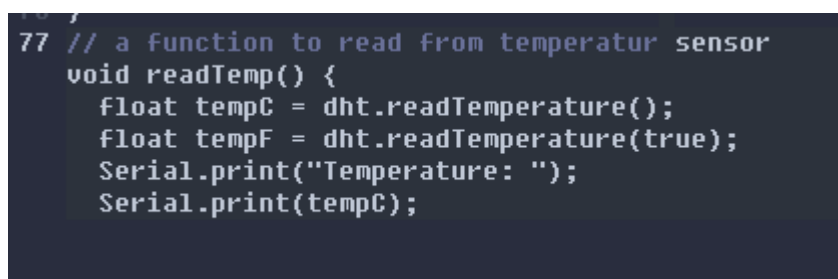 77 // a function to read from temperatur sensor
void readTemp() {
  float tempC = dht.readTemperature();
  float tempF = dht.readTemperature(true);
  Serial.print("Temperature: ");
  Serial.print(tempC);